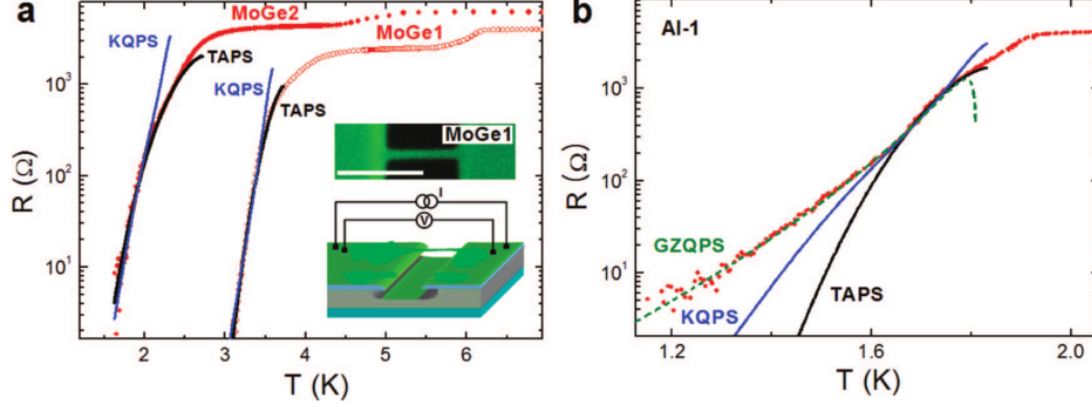 a
MoGe2
KQPS
MoGe1
TAPS
KQPS
TAPS
MoGe1
I
V
R (Ω)
10³
10²
10¹
2 3 4 5 6
T (K)
b
Al-1
GZQPS
KQPS
TAPS
R (Ω)
10³
10²
10¹
1.2 1.6 2.0
T (K)